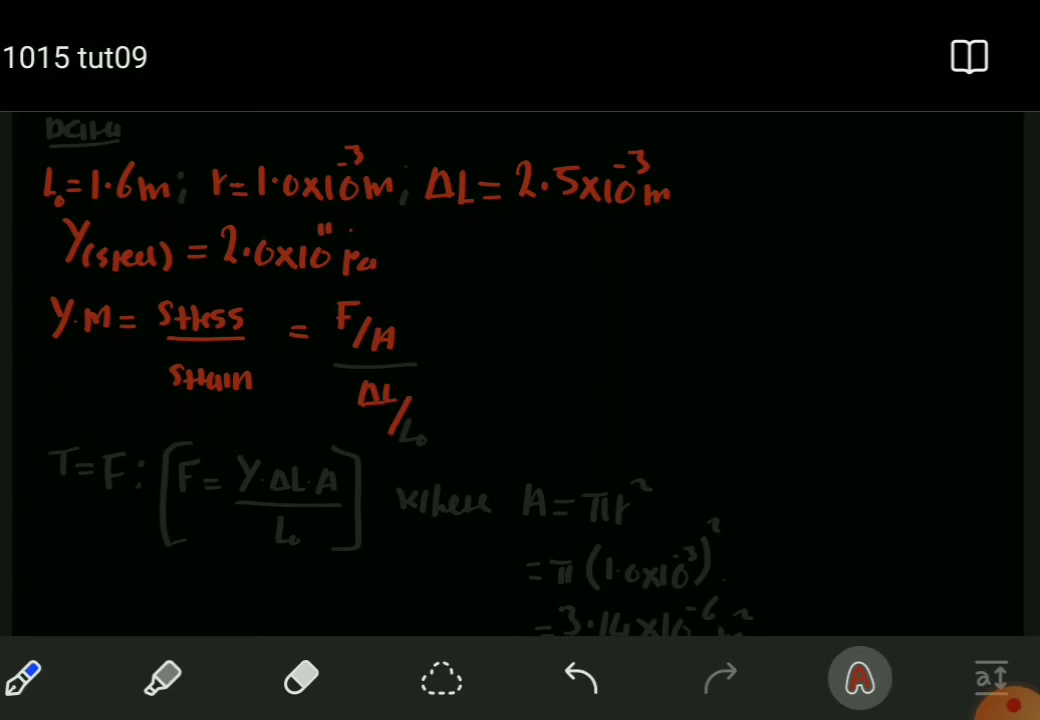 1015 tut09
Data
L₀=1.6m; r=1.0x10⁻³m; ΔL=2.5x10⁻³m
Y(steel) = 2.0x10¹¹ pa
Y.M = stress/strain = F/A / ΔL/L₀
T=F: [F= Y.ΔL.A / L₀] where A=πr²
=π(1.0x10⁻³)²
=3.14x10⁻⁶m²
a